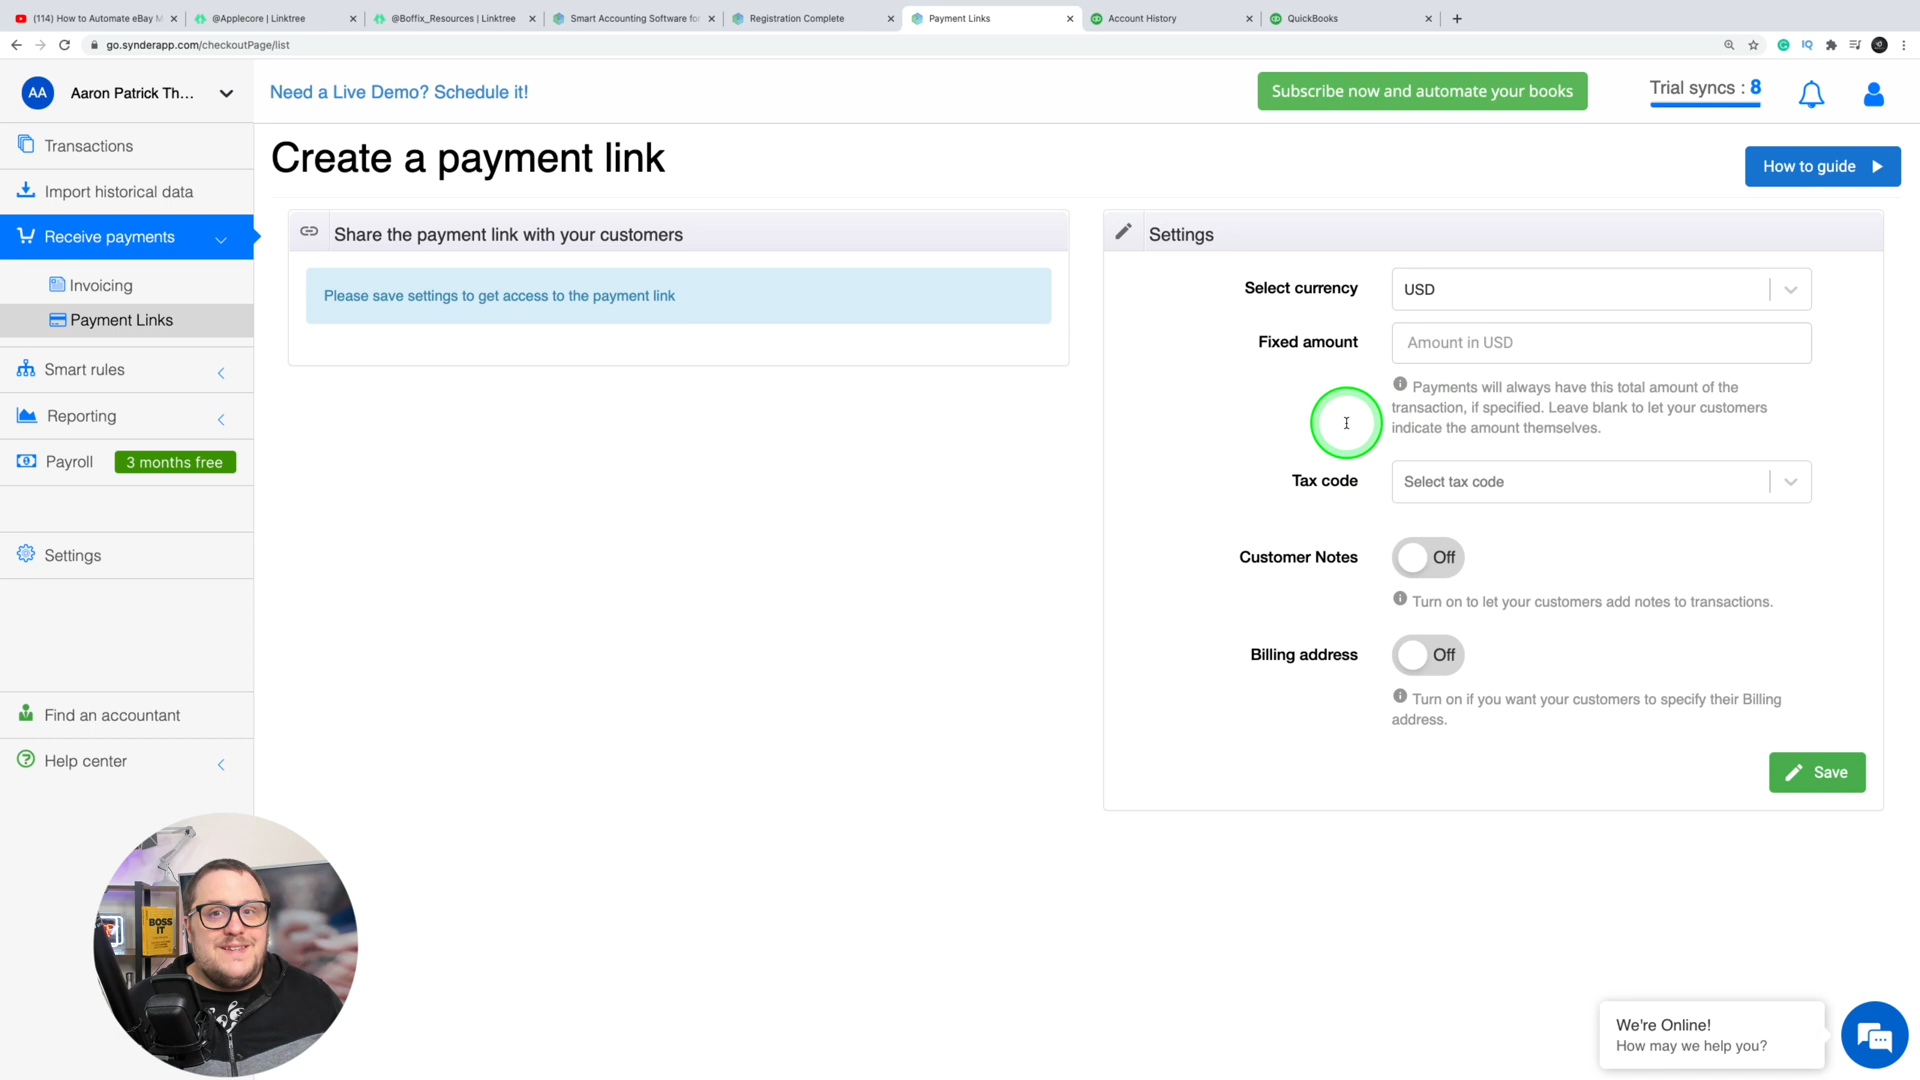 (114) How to Automate eBay M
@Applecore | Linktree
@Boffix_Resources | Linktree
Smart Accounting Software for
Registration Complete
Payment Links
Account History
QuickBooks
go.synderapp.com/checkoutPage/list
AA
Aaron Patrick Th...
Need a Live Demo? Schedule it!
Subscribe now and automate your books
Trial syncs : 8
Transactions
Import historical data
Receive payments
Invoicing
Payment Links
Smart rules
Reporting
Payroll
3 months free
Settings
Find an accountant
Help center
Create a payment link
How to guide
Share the payment link with your customers
Please save settings to get access to the payment link
Settings
Select currency
USD
Fixed amount
Amount in USD
Payments will always have this total amount of the
transaction, if specified. Leave blank to let your customers
indicate the amount themselves.
Tax code
Select tax code
Customer Notes
Off
Turn on to let your customers add notes to transactions.
Billing address
Off
Turn on if you want your customers to specify their Billing
address.
Save
BOSS
IT
We're Online!
How may we help you?